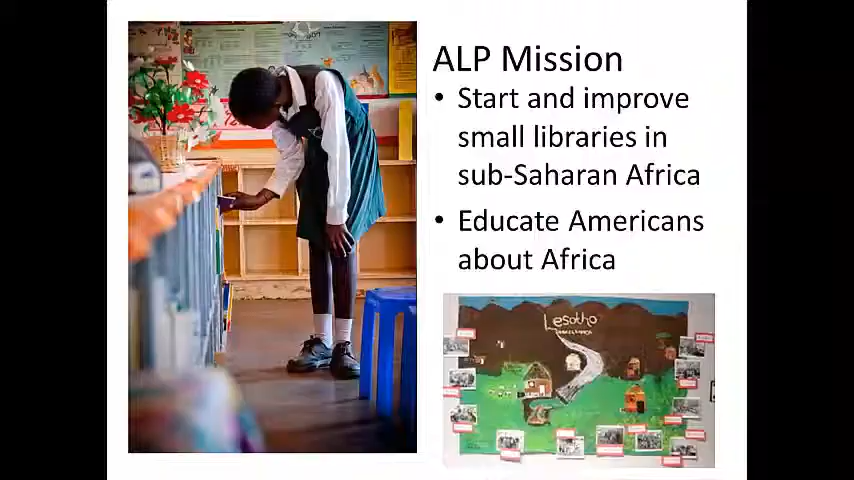 ALP Mission
• Start and improve
small libraries in
sub-Saharan Africa
• Educate Americans
about Africa
Lesotho